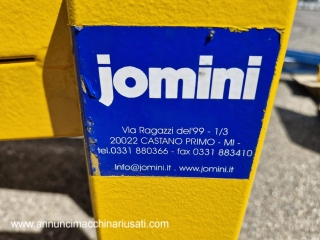 jomini
Via Ragazzi del'99 - 1/3
20022 CASTANO PRIMO - MI -
tel.0331 880366 - fax 0331 883410
Info@jomini.it - www.jomini.it
www.annuncimacchinariusati.com